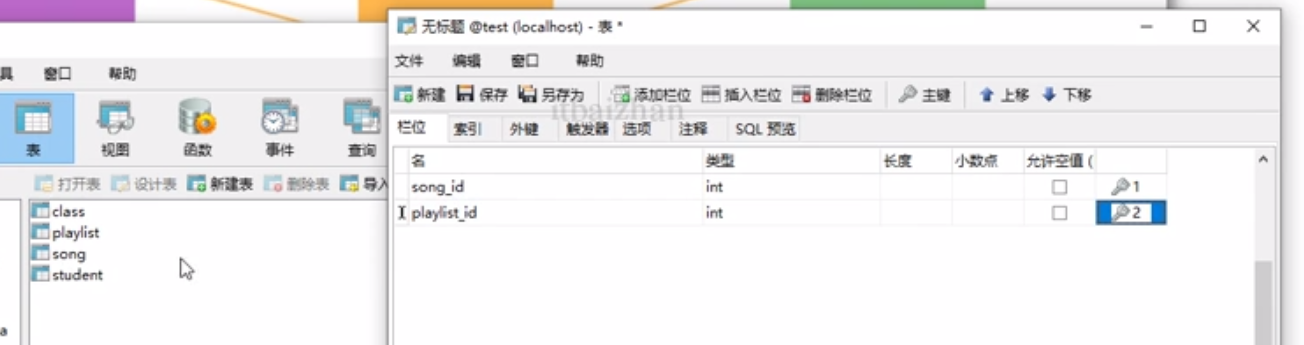 无标题 @test (localhost) - 表 *
文件 编辑 窗口 帮助
新建 保存 另存为 添加栏位 插入栏位 删除栏位 主键 上移 下移
ittbaizhan
栏位 索引 外键 触发器 选项 注释 SQL 预览
名 类型 长度 小数点 允许空值 (
song_id int 1
playlist_id int 2
具 窗口 帮助
表 视图 函数 事件 查询
打开表 设计表 新建表 删除表 导入
class
playlist
song
student
a